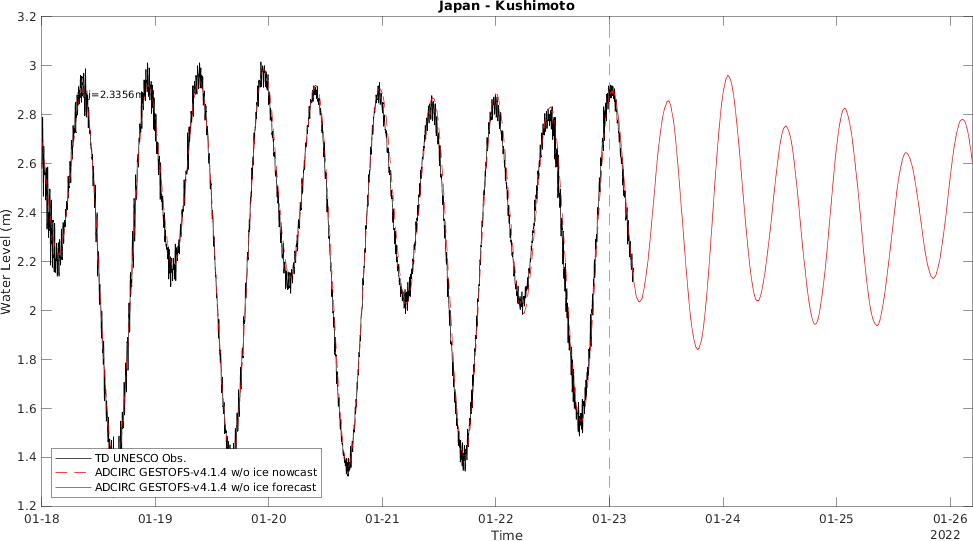 Japan - Kushimoto
3.2
3
2.8
2.6
2.4
2.2
2
1.8
1.6
1.4
1.2
Water Level (m)
=2.3356m
TD UNESCO Obs.
ADCIRC GESTOFS-v4.1.4 w/o ice nowcast
ADCIRC GESTOFS-v4.1.4 w/o ice forecast
01-18 01-19 01-20 01-21 01-22 01-23 01-24 01-25 01-26
Time
2022